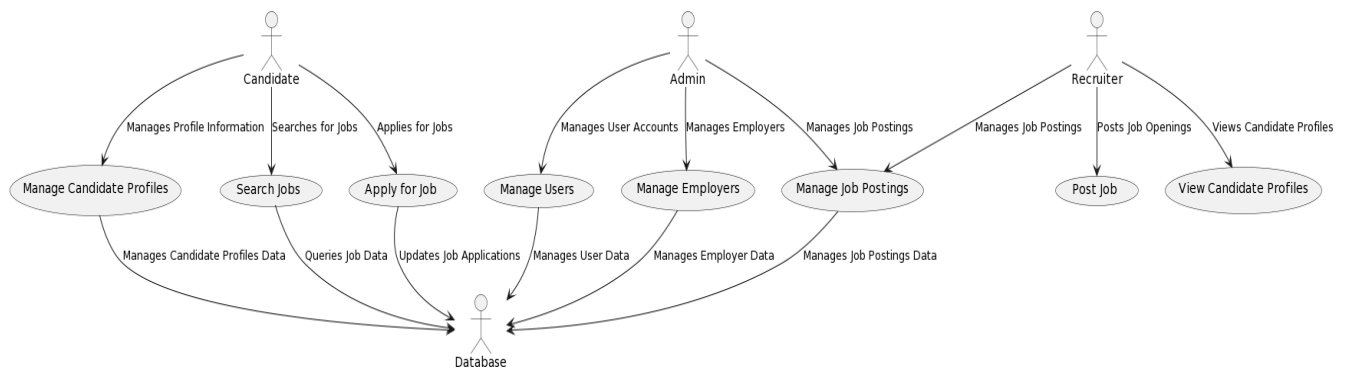 Candidate
Admin
Recruiter
Manages Profile Information
Searches for Jobs
Applies for Jobs
Manages User Accounts
Manages Employers
Manages Job Postings
Manages Job Postings
Posts Job Openings
Views Candidate Profiles
Manage Candidate Profiles
Search Jobs
Apply for Job
Manage Users
Manage Employers
Manage Job Postings
Post Job
View Candidate Profiles
Manages Candidate Profiles Data
Queries Job Data
Updates Job Applications
Manages User Data
Manages Employer Data
Manages Job Postings Data
Database